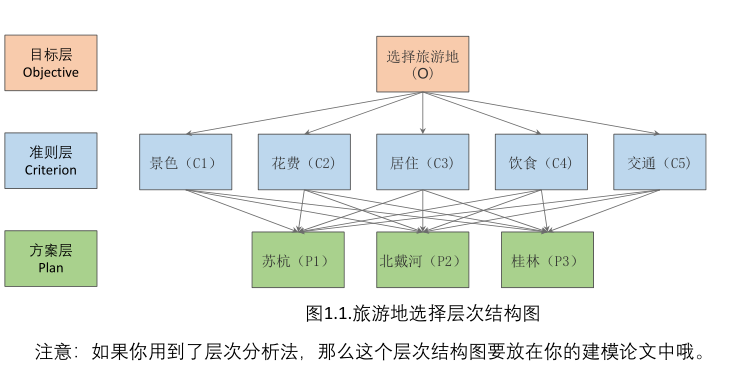 目标层
Objective
选择旅游地
（O）
准则层
Criterion
景色（C1）
花费（C2）
居住（C3）
饮食（C4）
交通（C5）
方案层
Plan
苏杭（P1）
北戴河（P2）
桂林（P3）
图1.1.旅游地选择层次结构图
注意：如果你用到了层次分析法，那么这个层次结构图要放在你的建模论文中哦。